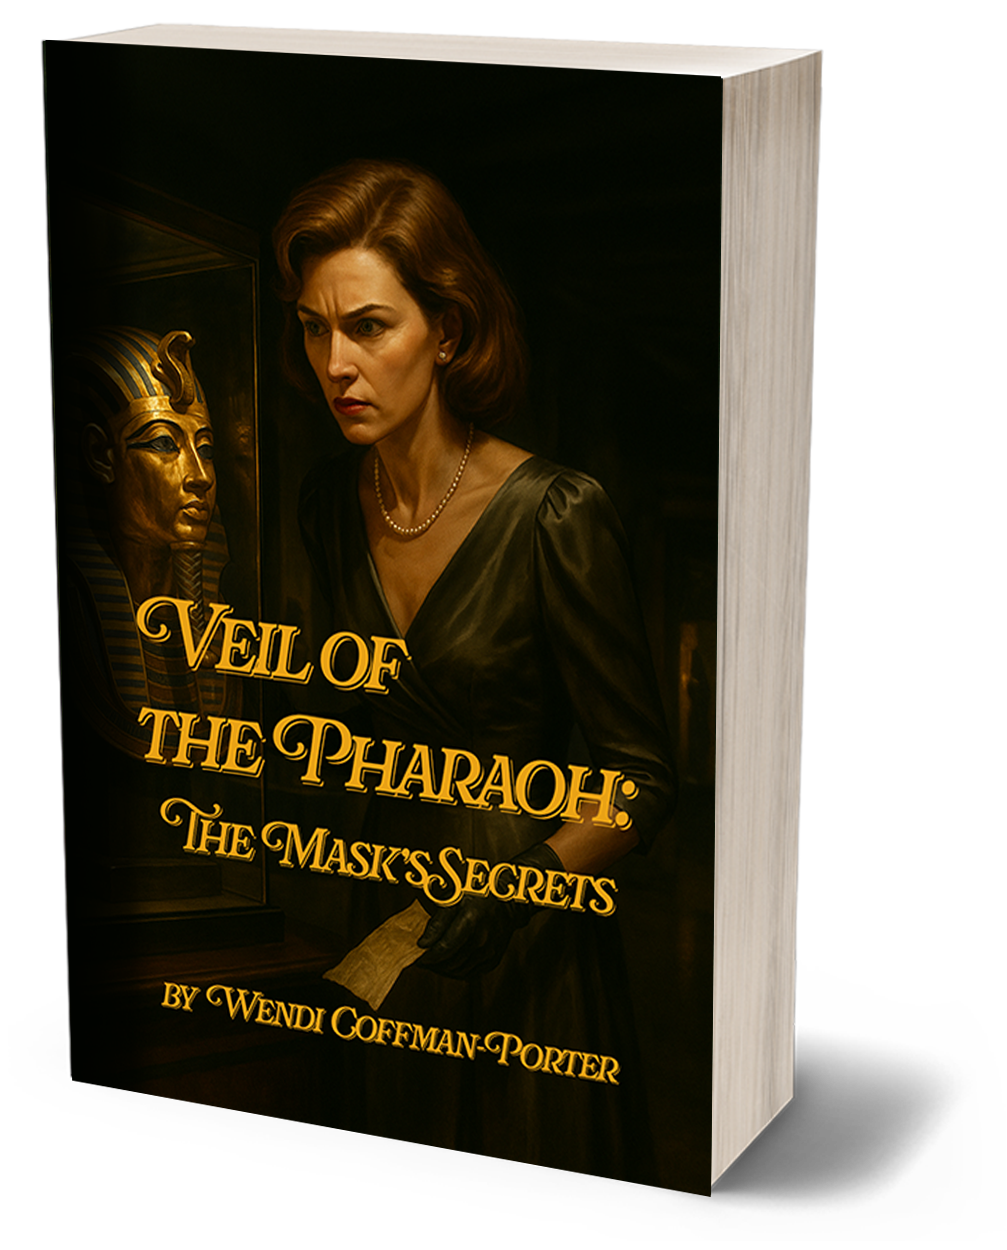 Veil of
the Pharaoh:
The Mask's Secrets
by Wendi Coffman-Porter